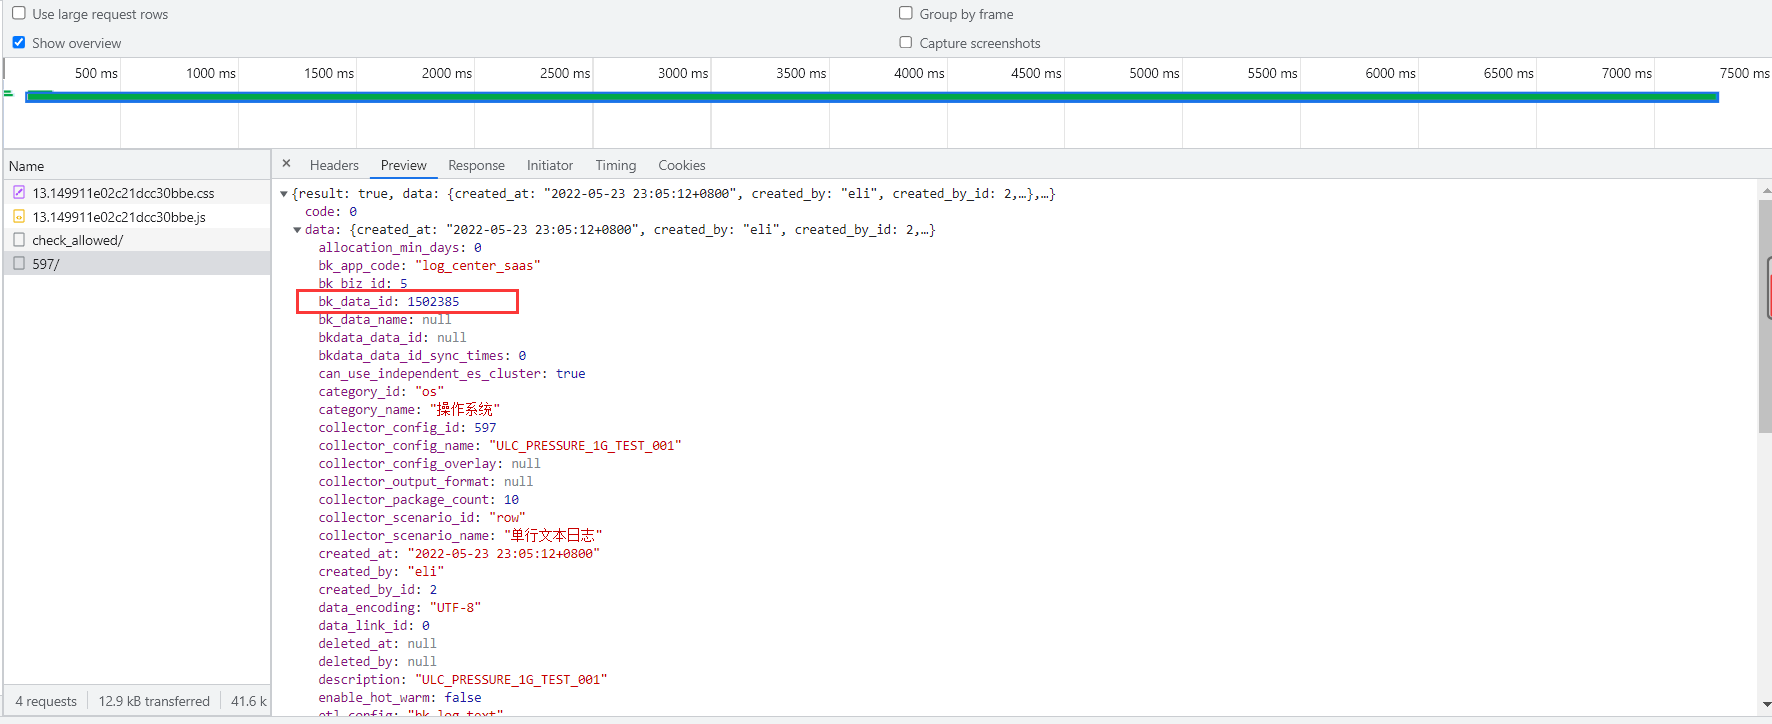 Use large request rows
Group by frame
Show overview
Capture screenshots
500 ms 1000 ms 1500 ms 2000 ms 2500 ms 3000 ms 3500 ms 4000 ms 4500 ms 5000 ms 5500 ms 6000 ms 6500 ms 7000 ms 7500 ms
Name
13.149911e02c21dcc30bbe.css
13.149911e02c21dcc30bbe.js
check_allowed/
597/
4 requests 12.9 kB transferred 41.6 k
× Headers Preview Response Initiator Timing Cookies
▼{result: true, data: {created_at: "2022-05-23 23:05:12+0800", created_by: "eli", created_by_id: 2,…},…}
code: 0
▼data: {created_at: "2022-05-23 23:05:12+0800", created_by: "eli", created_by_id: 2,…}
allocation_min_days: 0
bk_app_code: "log_center_saas"
bk_biz_id: 5
bk_data_id: 1502385
bk_data_name: null
bkdata_data_id: null
bkdata_data_id_sync_times: 0
can_use_independent_es_cluster: true
category_id: "os"
category_name: "操作系统"
collector_config_id: 597
collector_config_name: "ULC_PRESSURE_1G_TEST_001"
collector_config_overlay: null
collector_output_format: null
collector_package_count: 10
collector_scenario_id: "row"
collector_scenario_name: "单行文本日志"
created_at: "2022-05-23 23:05:12+0800"
created_by: "eli"
created_by_id: 2
data_encoding: "UTF-8"
data_link_id: 0
deleted_at: null
deleted_by: null
description: "ULC_PRESSURE_1G_TEST_001"
enable_hot_warm: false
etl_config: "bk_log_text"